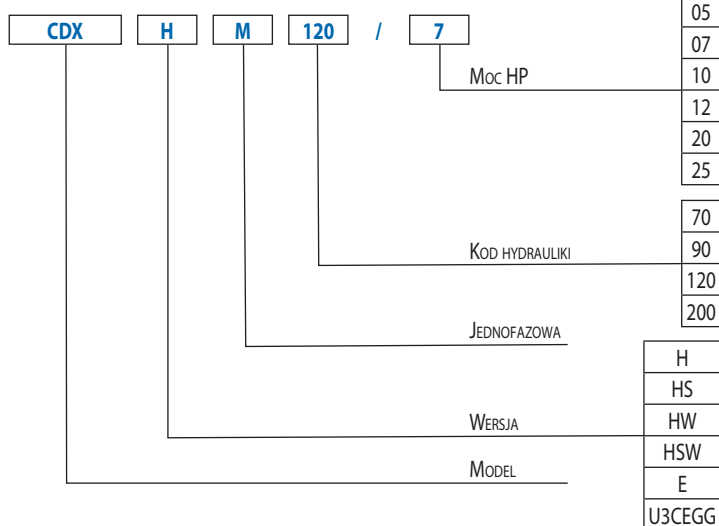 CDX H M 120 / 7
05
07
Moc HP
10
12
20
25
70
Kod hydrauliki
90
120
200
Jednofazowa
H
HS
Wersja
HW
HSW
Model
E
U3CEGG